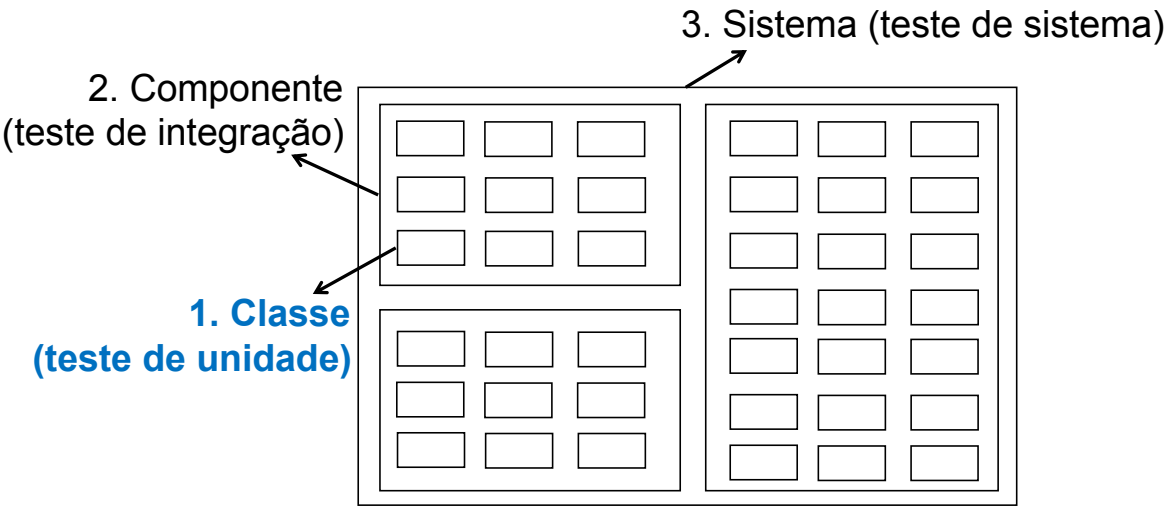 3. Sistema (teste de sistema)
2. Componente
(teste de integração)
1. Classe
(teste de unidade)